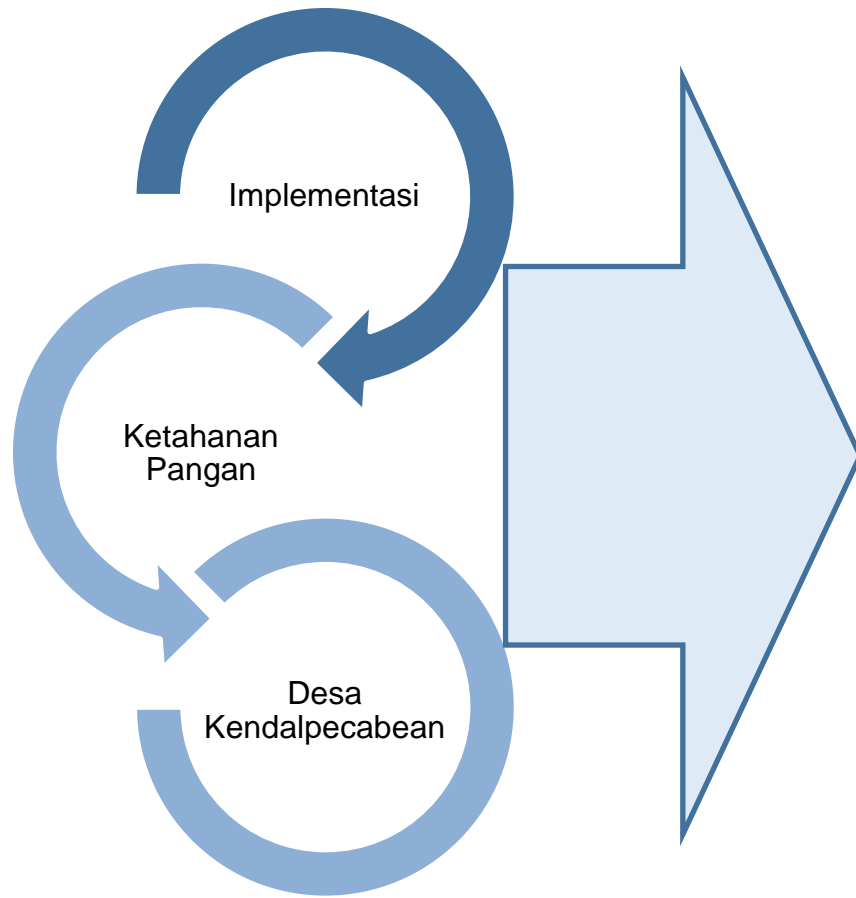 Implementasi
Ketahanan
Pangan
Desa
Kendalpecabean